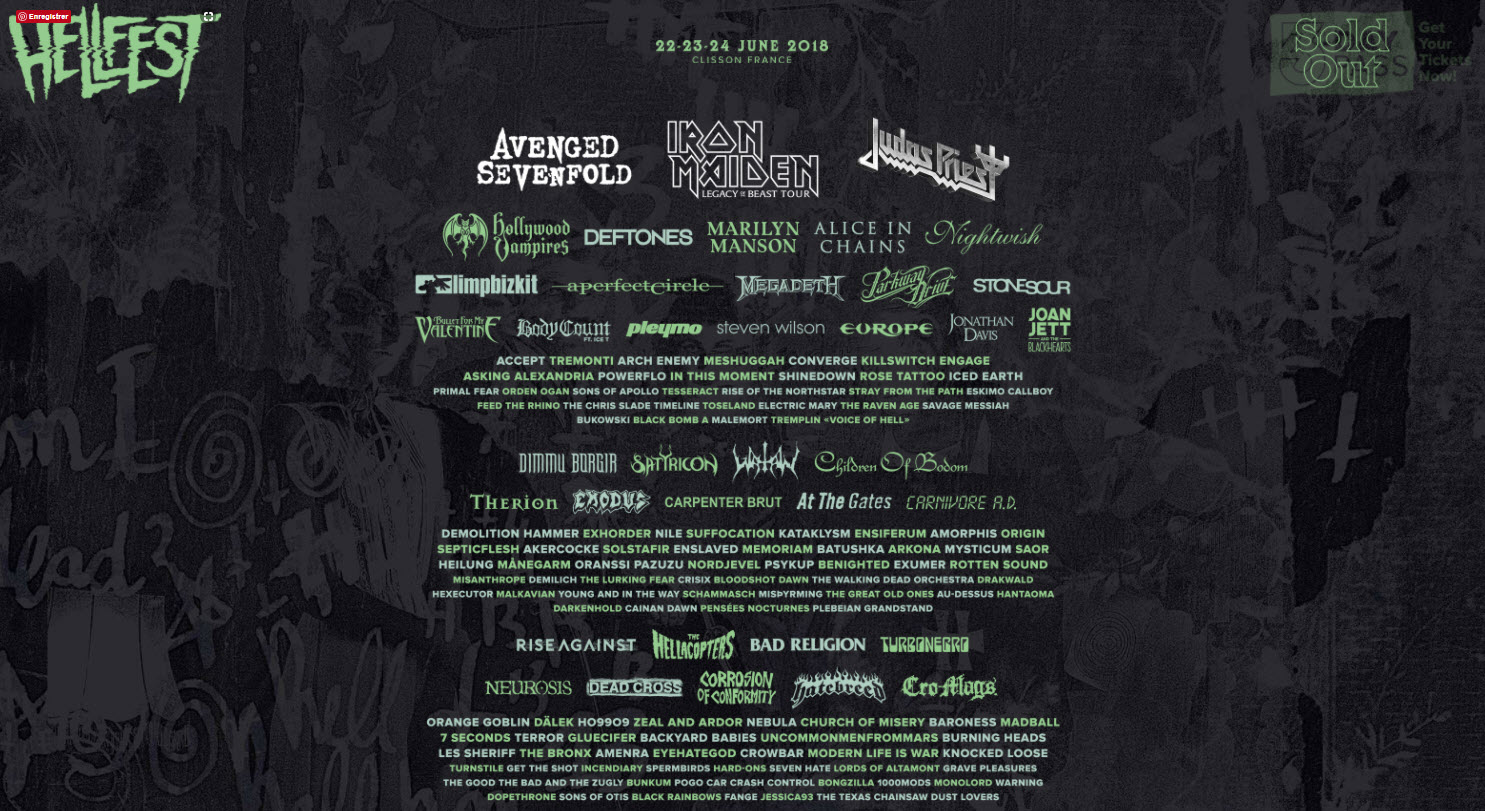 Enregistrer
HELLFEST
22-23-24 JUNE 2018
CLISSON FRANCE
Sold Out
Get Your Tickets Now!
AVENGED SEVENFOLD IRON MAIDEN LEGACY OF THE BEAST TOUR Judas Priest
Hollywood Vampires DEFTONES MARILYN MANSON ALICE IN CHAINS Nightwish
limpbizkit aperfectCircle MEGADETH Parkway Drive STONESOUR
BULLET FOR MY VALENTINE Body Count FT. ICE T pleymo steven wilson EUROPE JONATHAN DAVIS JOAN JETT AND THE BLACKHEARTS
ACCEPT TREMONTI ARCH ENEMY MESHUGGAH CONVERGE KILLSWITCH ENGAGE
ASKING ALEXANDRIA POWERFLO IN THIS MOMENT SHINEDOWN ROSE TATTOO ICED EARTH
PRIMAL FEAR ORDEN OGAN SONS OF APOLLO TESSERACT RISE OF THE NORTHSTAR STRAY FROM THE PATH ESKIMO CALLBOY
FEED THE RHINO THE CHRIS SLADE TIMELINE TOSELAND ELECTRIC MARY THE RAVEN AGE SAVAGE MESSIAH
BUKOWSKI BLACK BOMB A MALEMORT TREMPLIN «VOICE OF HELL»
DIMMU BORGIR SATYRICON WATAIN Children Of Bodom
THERION EXODUS CARPENTER BRUT At The Gates CARNIVORE A.D.
DEMOLITION HAMMER EXHORDER NILE SUFFOCATION KATAKLYSM ENSIFERUM AMORPHIS ORIGIN
SEPTICFLESH AKERCOCKE SOLSTAFIR ENSLAVED MEMORIAM BATUSHKA ARKONA MYSTICUM SAOR
HEILUNG MÅNEGARM ORANSSI PAZUZU NORDJEVEL PSYKUP BENIGHTED EXUMER ROTTEN SOUND
MISANTHROPE DEMILICH THE LURKING FEAR CRISIX BLOODSHOT DAWN THE WALKING DEAD ORCHESTRA DRAKWALD
HEXECUTOR MALKAVIAN YOUNG AND IN THE WAY SCHAMMASCH MISÞYRMING THE GREAT OLD ONES AU-DESSUS HANTAOMA
DARKENHOLD CAINAN DAWN PENSÉES NOCTURNES PLEBEIAN GRANDSTAND
RISE AGAINST THE HELLACOPTERS BAD RELIGION TURBONEGRO
NEUROSIS DEAD CROSS CORROSION OF CONFORMITY Hatebreed Cro-Mags
ORANGE GOBLIN DÄLEK HO99O9 ZEAL AND ARDOR NEBULA CHURCH OF MISERY BARONESS MADBALL
7 SECONDS TERROR GLUECIFER BACKYARD BABIES UNCOMMONMENFROMMARS BURNING HEADS
LES SHERIFF THE BRONX AMENRA EYEHATEGOD CROWBAR MODERN LIFE IS WAR KNOCKED LOOSE
TURNSTILE GET THE SHOT INCENDIARY SPERMBIRDS HARD-ONS SEVEN HATE LORDS OF ALTAMONT GRAVE PLEASURES
THE GOOD THE BAD AND THE ZUGLY BUNKUM POGO CAR CRASH CONTROL BONGZILLA 1000MODS MONOLORD WARNING
DOPETHRONE SONS OF OTIS BLACK RAINBOWS FANGE JESSICA93 THE TEXAS CHAINSAW DUST LOVERS